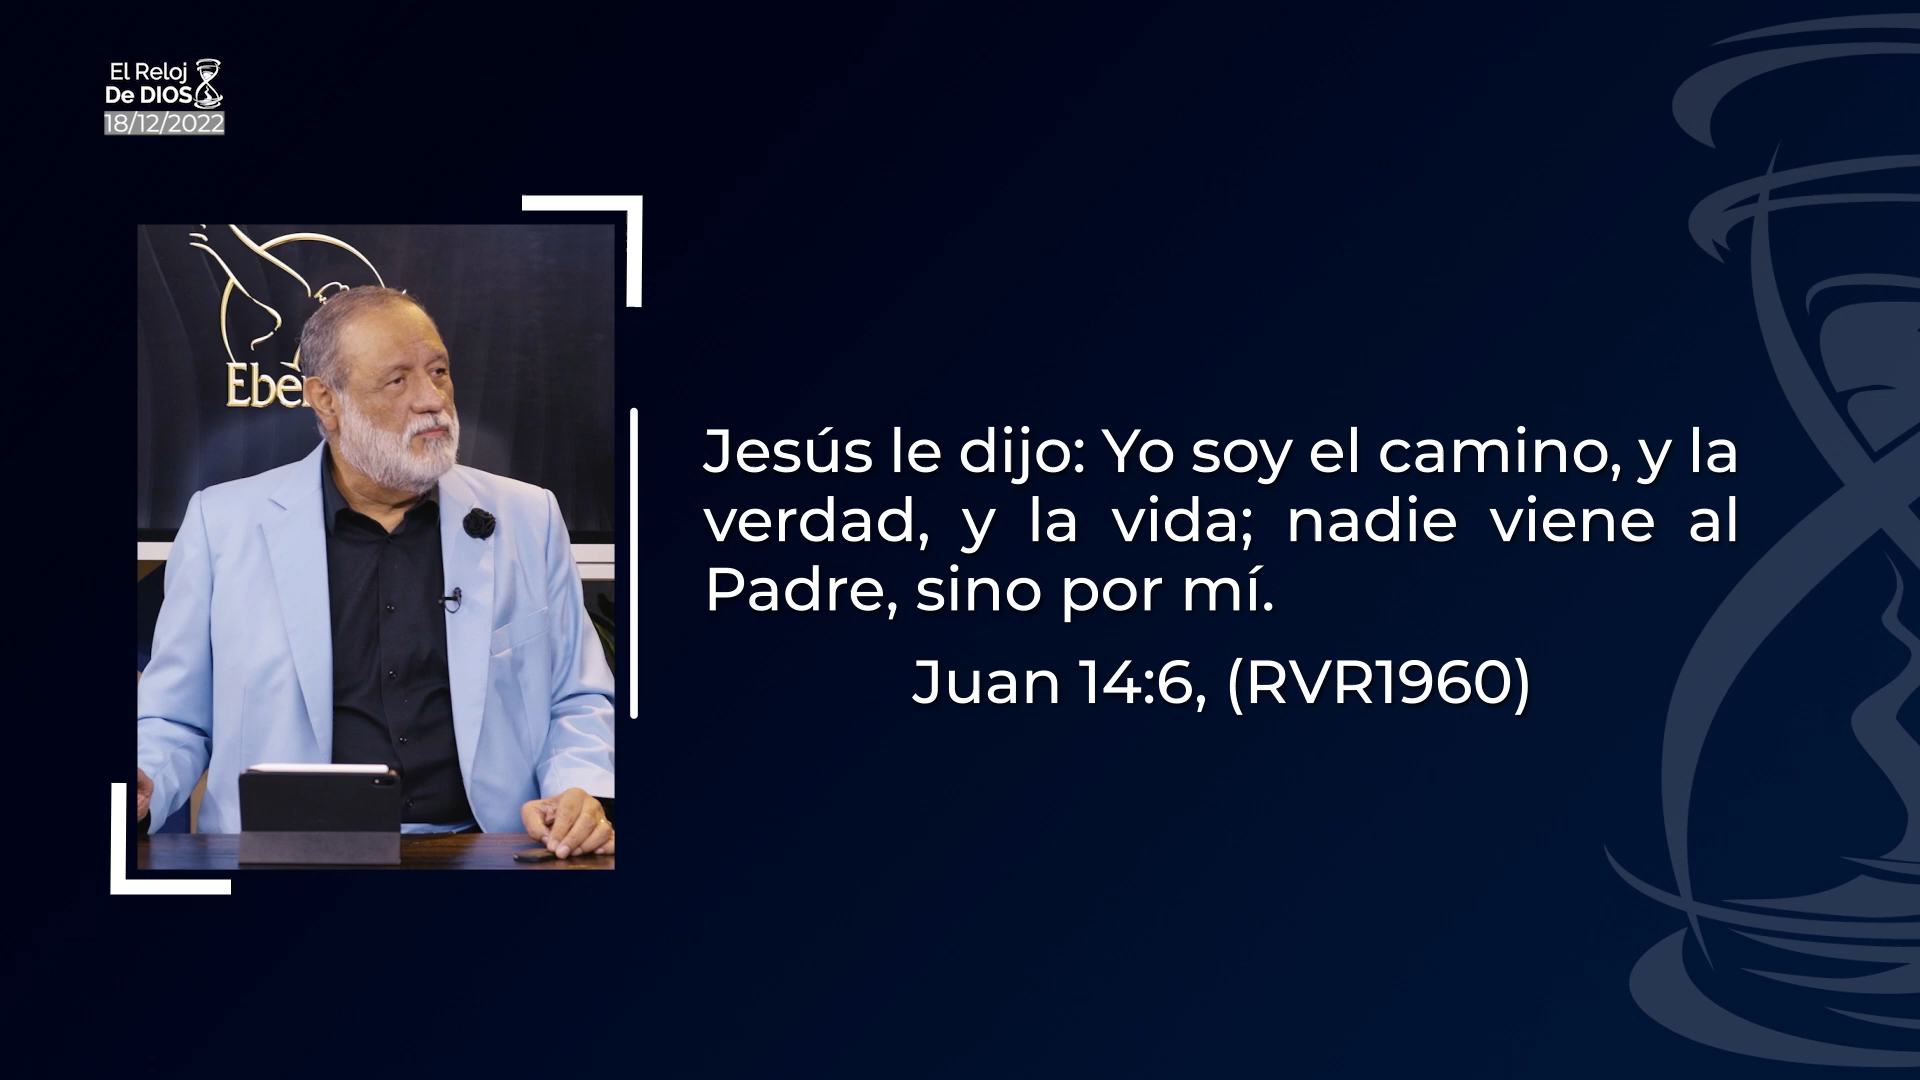 El Reloj
De DIOS
18/12/2022
Jesús le dijo: Yo soy el camino, y la
verdad, y la vida; nadie viene al
Padre, sino por mí.
Juan 14:6, (RVR1960)